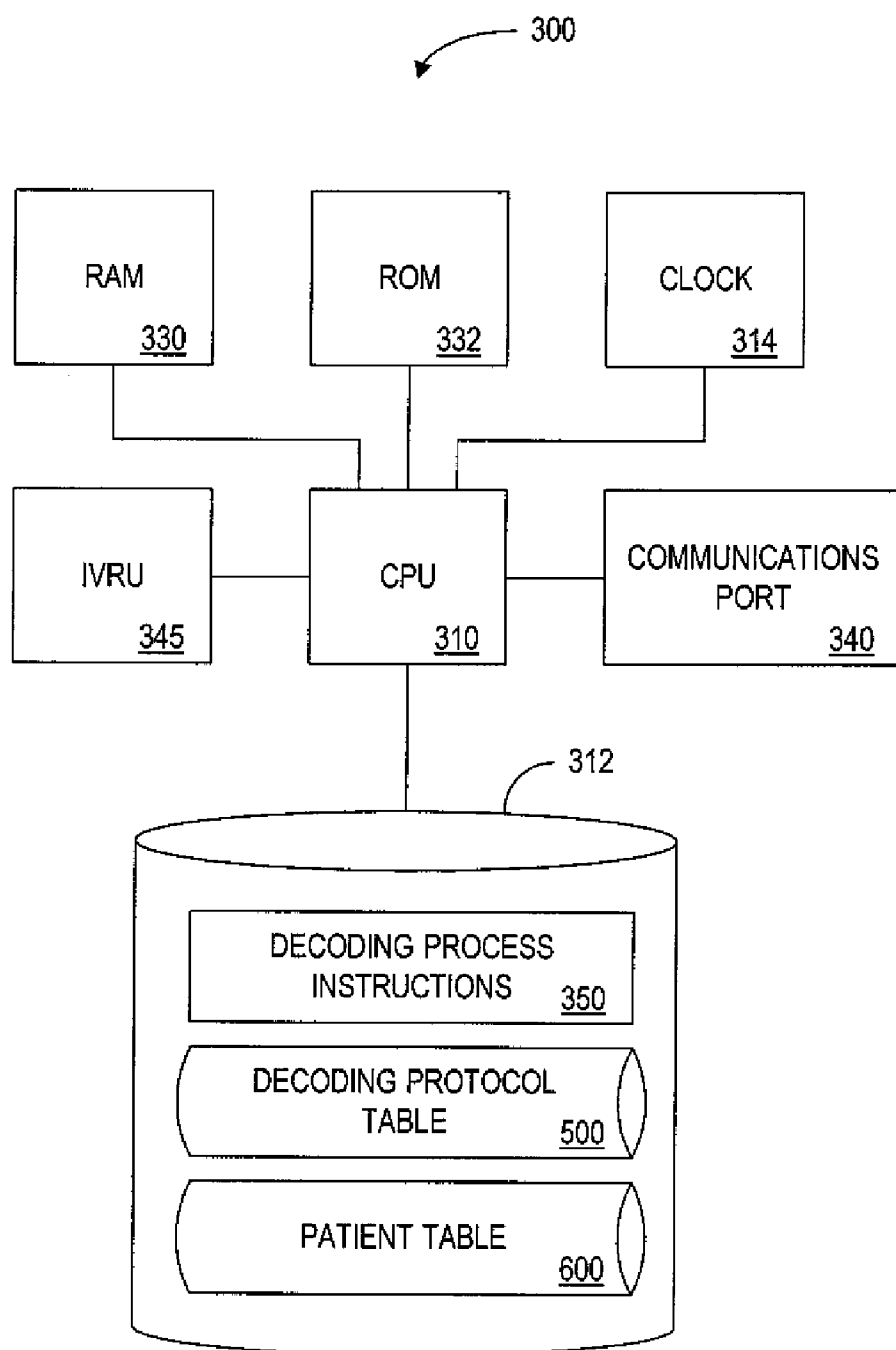 300
RAM
330
ROM
332
CLOCK
314
IVRU
345
CPU
310
COMMUNICATIONS
PORT
340
312
DECODING PROCESS
INSTRUCTIONS
350
DECODING PROTOCOL
TABLE
500
PATIENT TABLE
600